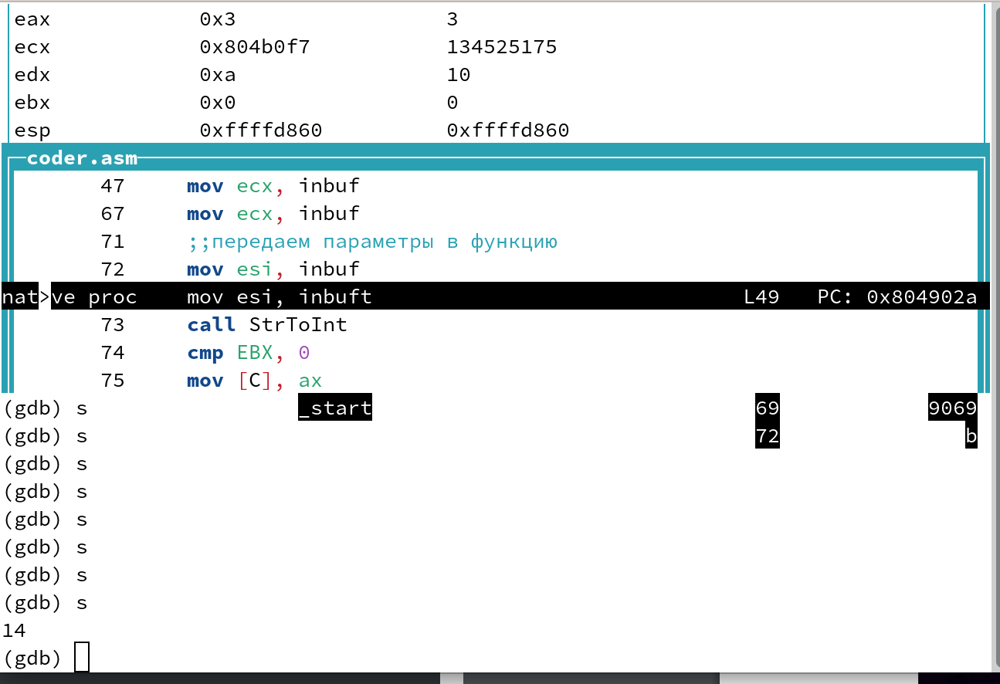 eax 0x3 3
ecx 0x804b0f7 134525175
edx 0xa 10
ebx 0x0 0
esp 0xffffd860 0xffffd860
coder.asm
47 mov ecx, inbuf
67 mov ecx, inbuf
71 ;;передаем параметры в функцию
72 mov esi, inbuf
nat>ve proc mov esi, inbuft L49 PC: 0x804902a
73 call StrToInt
74 cmp EBX, 0
75 mov [C], ax
(gdb) s _start 69 9069
(gdb) s 72 b
(gdb) s
(gdb) s
(gdb) s
(gdb) s
(gdb) s
(gdb) s
14
(gdb)